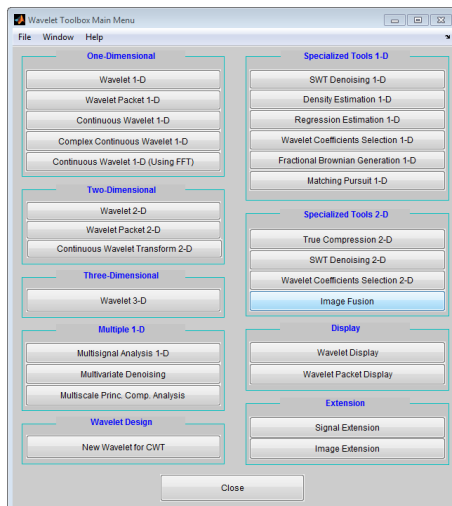 Wavelet Toolbox Main Menu
File Window Help
One-Dimensional
Wavelet 1-D
Wavelet Packet 1-D
Continuous Wavelet 1-D
Complex Continuous Wavelet 1-D
Continuous Wavelet 1-D (Using FFT)
Two-Dimensional
Wavelet 2-D
Wavelet Packet 2-D
Continuous Wavelet Transform 2-D
Three-Dimensional
Wavelet 3-D
Multiple 1-D
Multisignal Analysis 1-D
Multivariate Denoising
Multiscale Princ. Comp. Analysis
Wavelet Design
New Wavelet for CWT
Specialized Tools 1-D
SWT Denoising 1-D
Density Estimation 1-D
Regression Estimation 1-D
Wavelet Coefficients Selection 1-D
Fractional Brownian Generation 1-D
Matching Pursuit 1-D
Specialized Tools 2-D
True Compression 2-D
SWT Denoising 2-D
Wavelet Coefficients Selection 2-D
Image Fusion
Display
Wavelet Display
Wavelet Packet Display
Extension
Signal Extension
Image Extension
Close